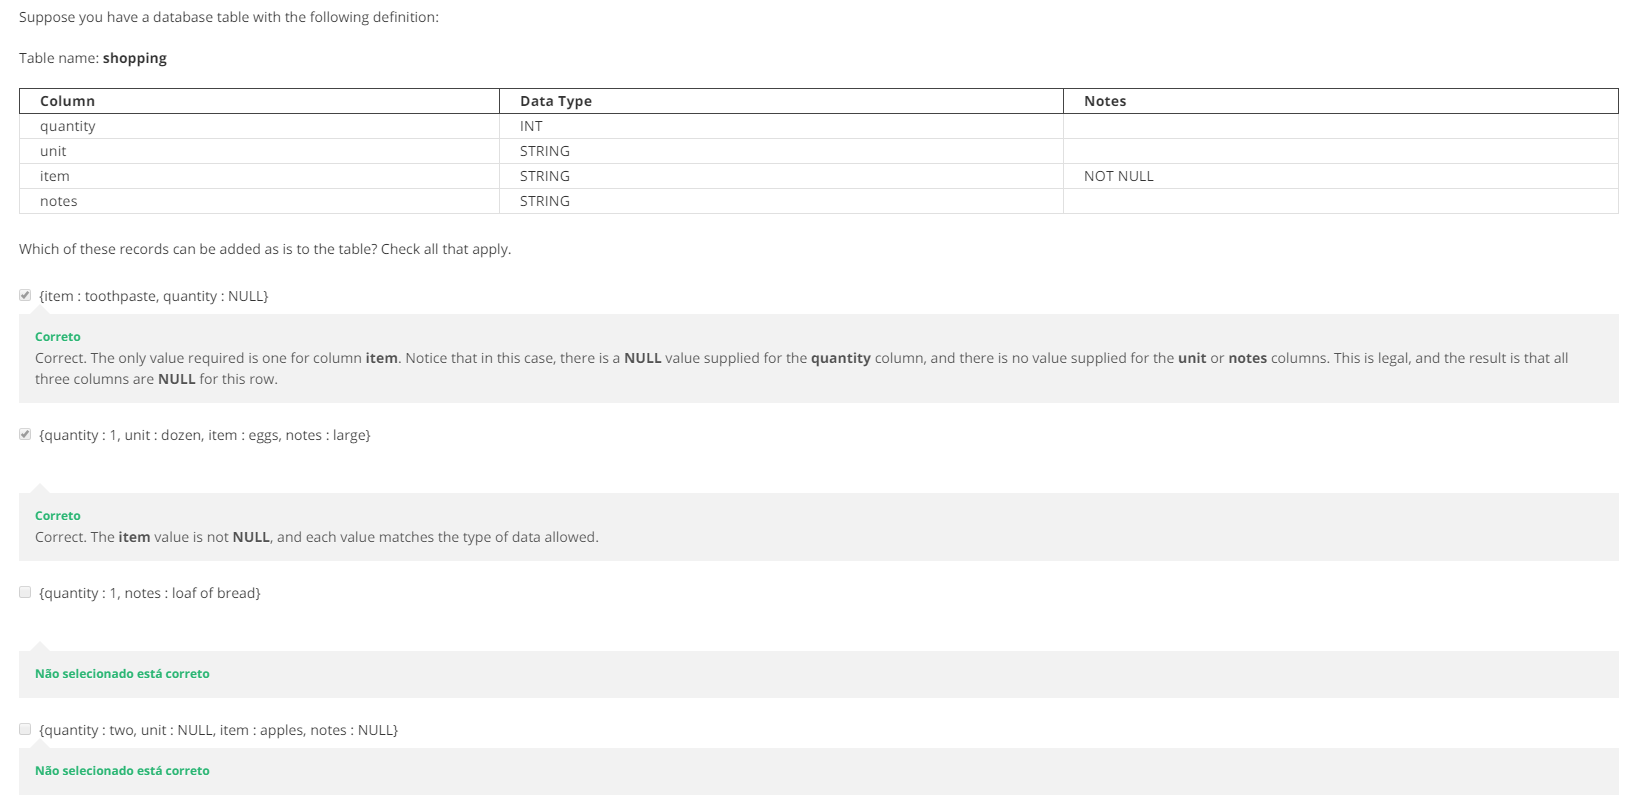 Suppose you have a database table with the following definition:
Table name: shopping
Column Data Type Notes
quantity INT
unit STRING
item STRING NOT NULL
notes STRING
Which of these records can be added as is to the table? Check all that apply.
{item : toothpaste, quantity : NULL}
Correto
Correct. The only value required is one for column item. Notice that in this case, there is a NULL value supplied for the quantity column, and there is no value supplied for the unit or notes columns. This is legal, and the result is that all
three columns are NULL for this row.
{quantity : 1, unit : dozen, item : eggs, notes : large}
Correto
Correct. The item value is not NULL, and each value matches the type of data allowed.
{quantity : 1, notes : loaf of bread}
Não selecionado está correto
{quantity : two, unit : NULL, item : apples, notes : NULL}
Não selecionado está correto